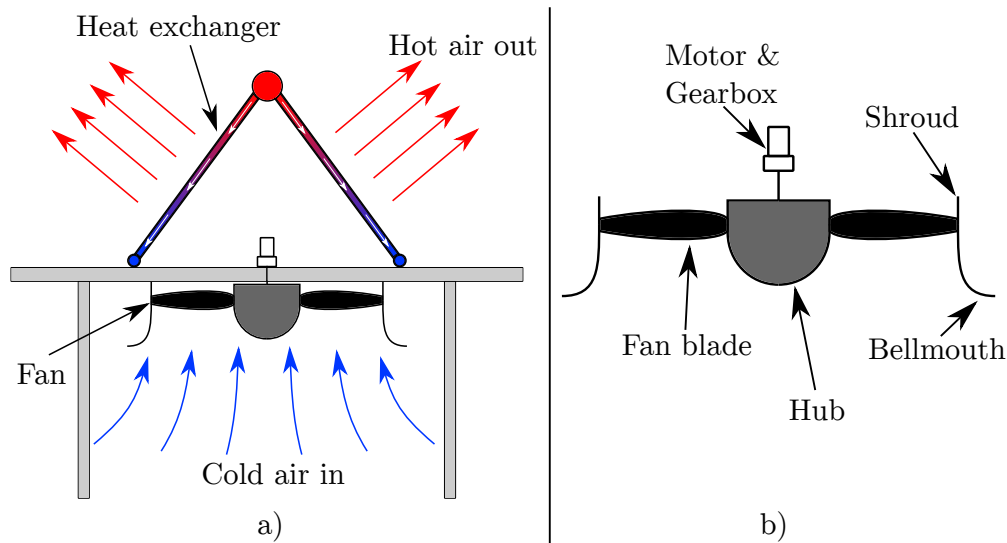 Heat exchanger
Hot air out
Fan
Cold air in
a)
Motor &
Gearbox
Shroud
Fan blade
Bellmouth
Hub
b)